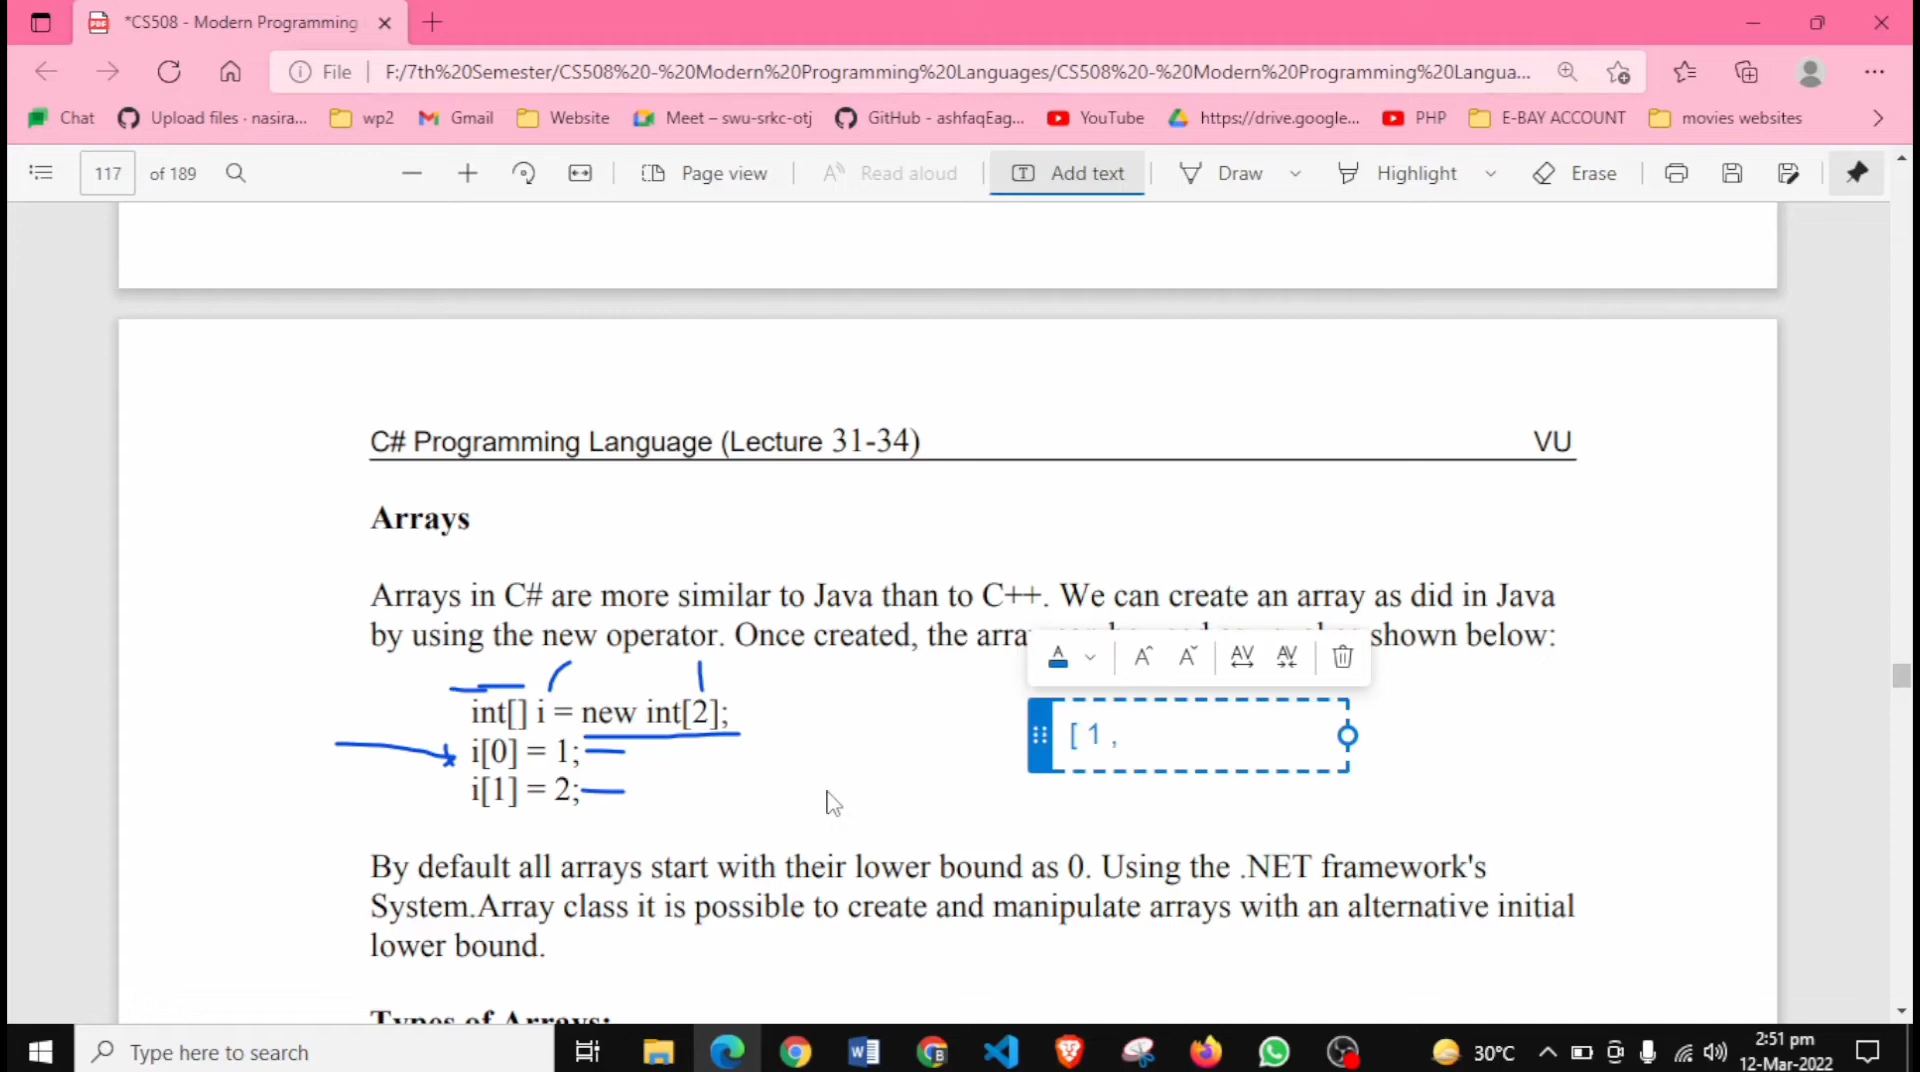 *CS508 - Modern Programming
File F:/7th%20Semester/CS508%20-%20Modern%20Programming%20Languages/CS508%20-%20Modern%20Programming%20Langua...
Chat Upload files · nasira... wp2 Gmail Website Meet – swu-srkc-otj GitHub - ashfaqEag... YouTube https://drive.google... PHP E-BAY ACCOUNT movies websites
117 of 189 Page view Read aloud Add text Draw Highlight Erase
C# Programming Language (Lecture 31-34) VU
Arrays
Arrays in C# are more similar to Java than to C++. We can create an array as did in Java
by using the new operator. Once created, the shown below:
int[] i = new int[2];
i[0] = 1;
i[1] = 2;
[ 1 ,
By default all arrays start with their lower bound as 0. Using the .NET framework's
System.Array class it is possible to create and manipulate arrays with an alternative initial
lower bound.
Types of Arrays:
Type here to search
30°C
2:51 pm
12-Mar-2022